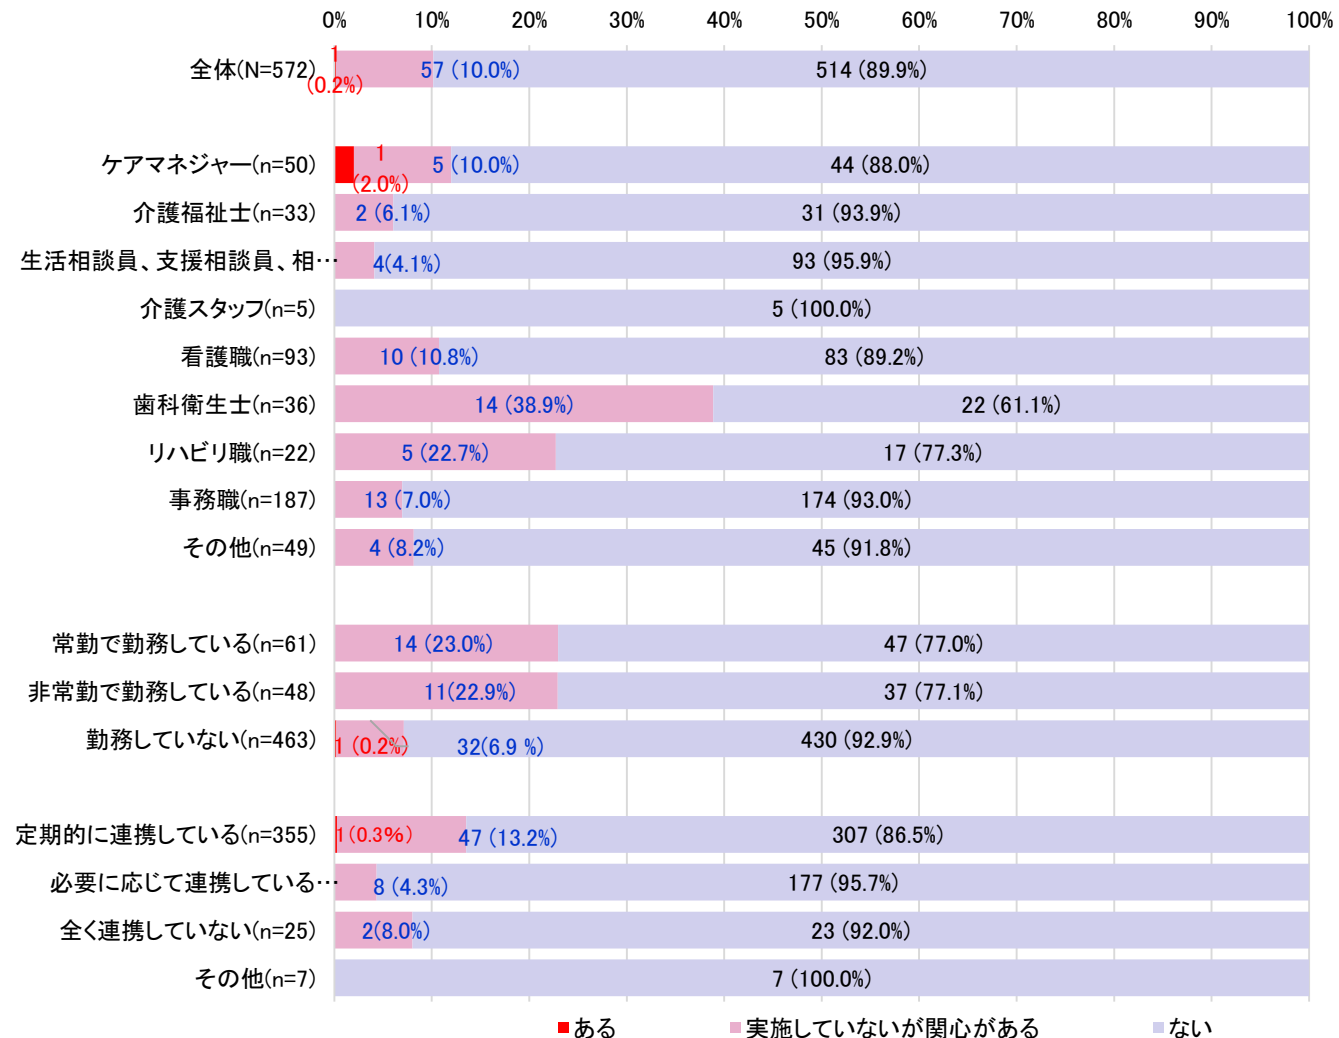 0% 10% 20% 30% 40% 50% 60% 70% 80% 90% 100%
全体(N=572) 1 (0.2%) 57 (10.0%) 514 (89.9%)
ケアマネジャー(n=50) 1 (2.0%) 5 (10.0%) 44 (88.0%)
介護福祉士(n=33) 2 (6.1%) 31 (93.9%)
生活相談員、支援相談員、相… 4(4.1%) 93 (95.9%)
介護スタッフ(n=5) 5 (100.0%)
看護職(n=93) 10 (10.8%) 83 (89.2%)
歯科衛生士(n=36) 14 (38.9%) 22 (61.1%)
リハビリ職(n=22) 5 (22.7%) 17 (77.3%)
事務職(n=187) 13 (7.0%) 174 (93.0%)
その他(n=49) 4 (8.2%) 45 (91.8%)
常勤で勤務している(n=61) 14 (23.0%) 47 (77.0%)
非常勤で勤務している(n=48) 11(22.9%) 37 (77.1%)
勤務していない(n=463) 1 (0.2%) 32(6.9 %) 430 (92.9%)
定期的に連携している(n=355) 1(0.3%) 47 (13.2%) 307 (86.5%)
必要に応じて連携している… 8 (4.3%) 177 (95.7%)
全く連携していない(n=25) 2(8.0%) 23 (92.0%)
その他(n=7) 7 (100.0%)
ある 実施していないが関心がある ない